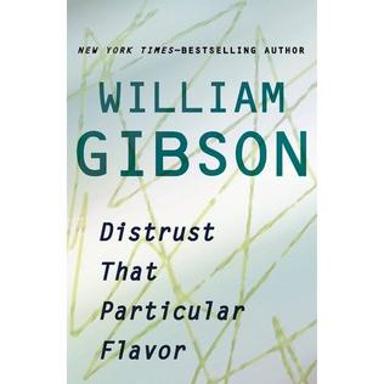 NEW YORK TIMES—BESTSELLING AUTHOR
WILLIAM
GIBSON
Distrust
That
Particular
Flavor